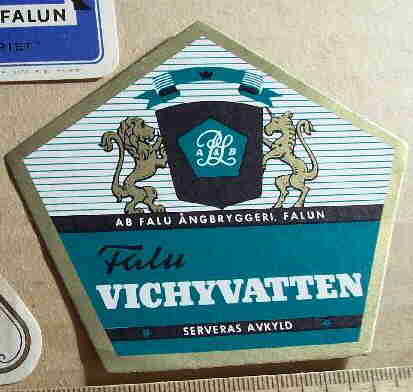 FALUN
A & B
AB FALU ÅNGBRYGGERI, FALUN
Falu
VICHYVATTEN
SERVERAS AVKYLD